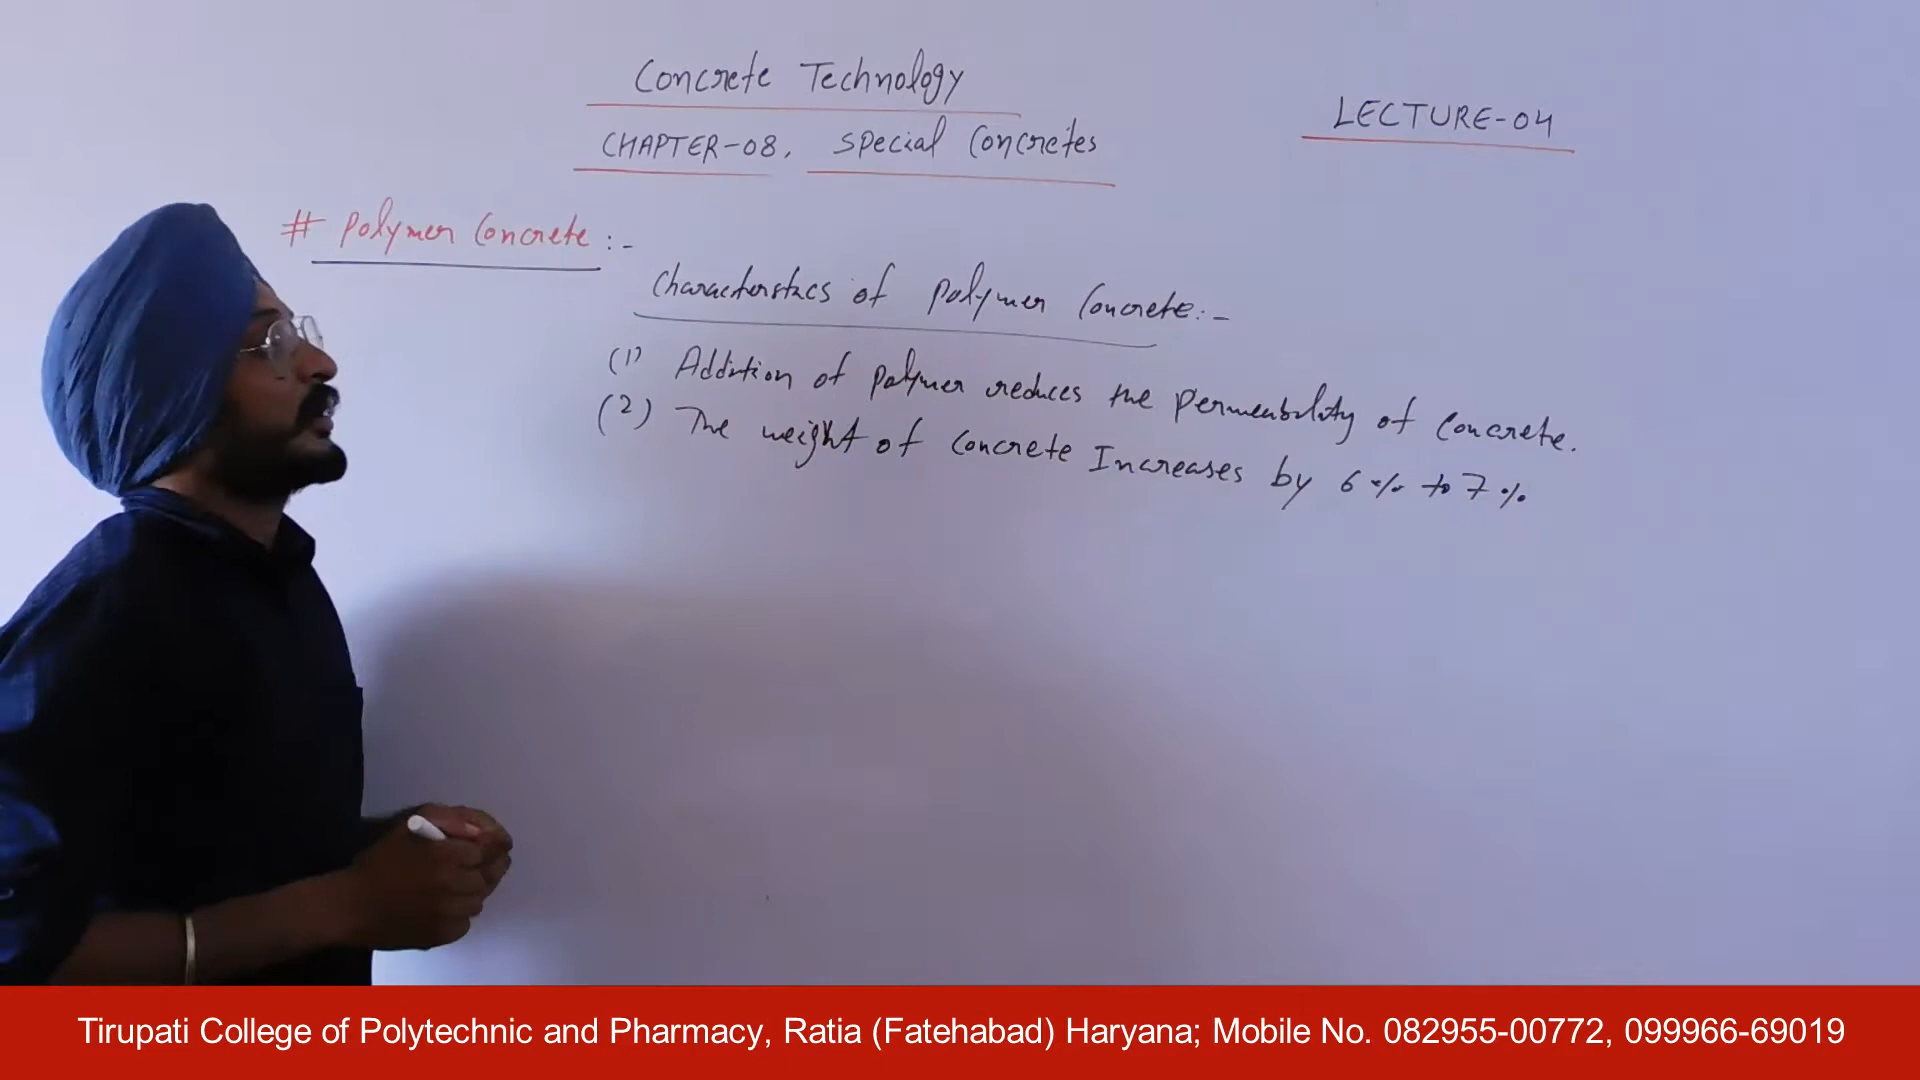 Concrete Technology
LECTURE-04
CHAPTER-08. Special Concretes
# Polymer Concrete :-
Characterstics of Polymer Concrete:-
(1) Addition of Polymer reduces the Permeability of Concrete.
(2) The weight of Concrete Increases by 6% to 7%
Tirupati College of Polytechnic and Pharmacy, Ratia (Fatehabad) Haryana; Mobile No. 082955-00772, 099966-69019